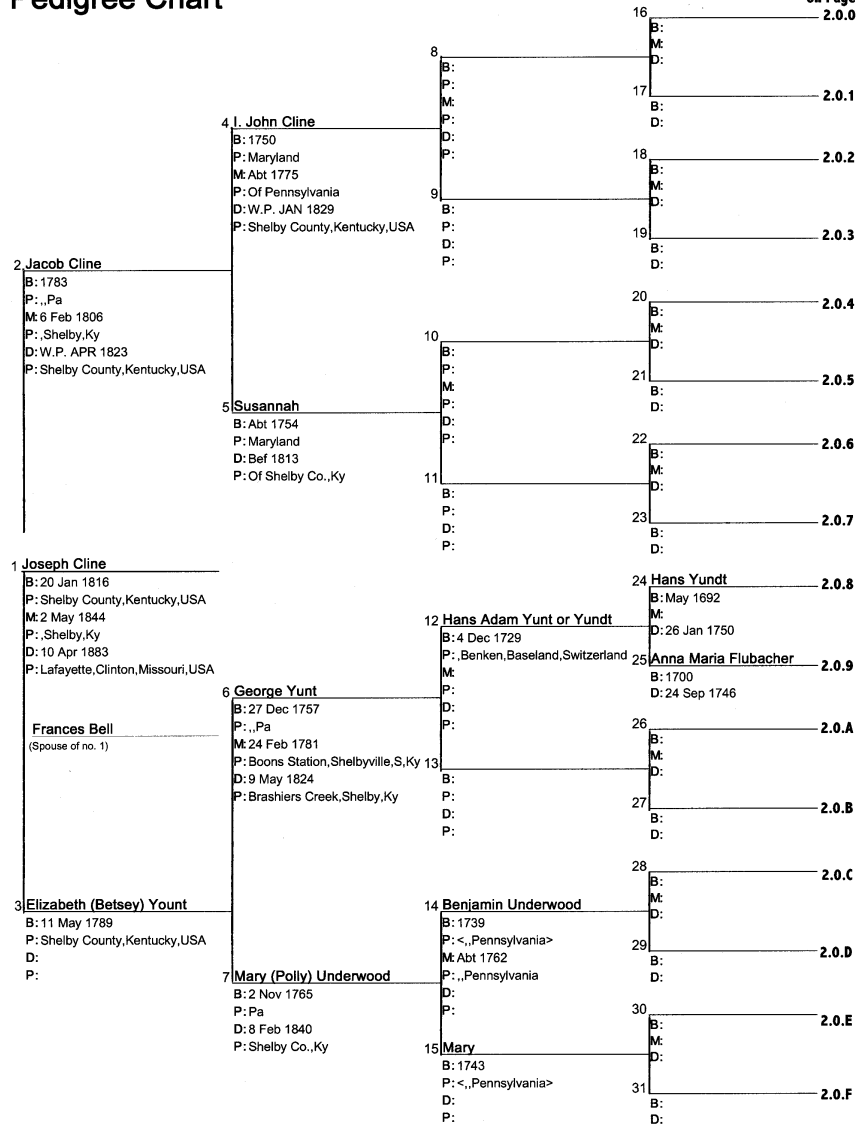 Pedigree Chart
on Page
16
2.0.0
B:
M:
D:
8
B:
P:
M:
P:
D:
P:
17
2.0.1
B:
D:
4 I. John Cline
B: 1750
P: Maryland
M: Abt 1775
P: Of Pennsylvania
D: W.P. JAN 1829
P: Shelby County,Kentucky,USA
18
2.0.2
B:
M:
D:
9
B:
P:
D:
P:
19
2.0.3
B:
D:
2 Jacob Cline
B: 1783
P: ,,Pa
M: 6 Feb 1806
P: ,Shelby,Ky
D: W.P. APR 1823
P: Shelby County,Kentucky,USA
20
2.0.4
B:
M:
D:
10
B:
P:
M:
P:
D:
P:
21
2.0.5
B:
D:
5 Susannah
B: Abt 1754
P: Maryland
D: Bef 1813
P: Of Shelby Co.,Ky
22
2.0.6
B:
M:
D:
11
B:
P:
D:
P:
23
2.0.7
B:
D:
1 Joseph Cline
B: 20 Jan 1816
P: Shelby County,Kentucky,USA
M: 2 May 1844
P: ,Shelby,Ky
D: 10 Apr 1883
P: Lafayette,Clinton,Missouri,USA
24 Hans Yundt
2.0.8
B: May 1692
M:
D: 26 Jan 1750
12 Hans Adam Yunt or Yundt
B: 4 Dec 1729
P: ,Benken,Baseland,Switzerland
M:
P:
D:
P:
25 Anna Maria Flubacher
2.0.9
B: 1700
D: 24 Sep 1746
6 George Yunt
B: 27 Dec 1757
P: ,,Pa
M: 24 Feb 1781
P: Boons Station,Shelbyville,S,Ky
D: 9 May 1824
P: Brashiers Creek,Shelby,Ky
Frances Bell
(Spouse of no. 1)
26
2.0.A
B:
M:
D:
13
B:
P:
D:
P:
27
2.0.B
B:
D:
28
2.0.C
B:
M:
D:
3 Elizabeth (Betsey) Yount
B: 11 May 1789
P: Shelby County,Kentucky,USA
D:
P:
14 Benjamin Underwood
B: 1739
P: <,,Pennsylvania>
M: Abt 1762
P: ,,Pennsylvania
D:
P:
29
2.0.D
B:
D:
7 Mary (Polly) Underwood
B: 2 Nov 1765
P: Pa
D: 8 Feb 1840
P: Shelby Co.,Ky
30
2.0.E
B:
M:
D:
15 Mary
B: 1743
P: <,,Pennsylvania>
D:
P:
31
2.0.F
B:
D: